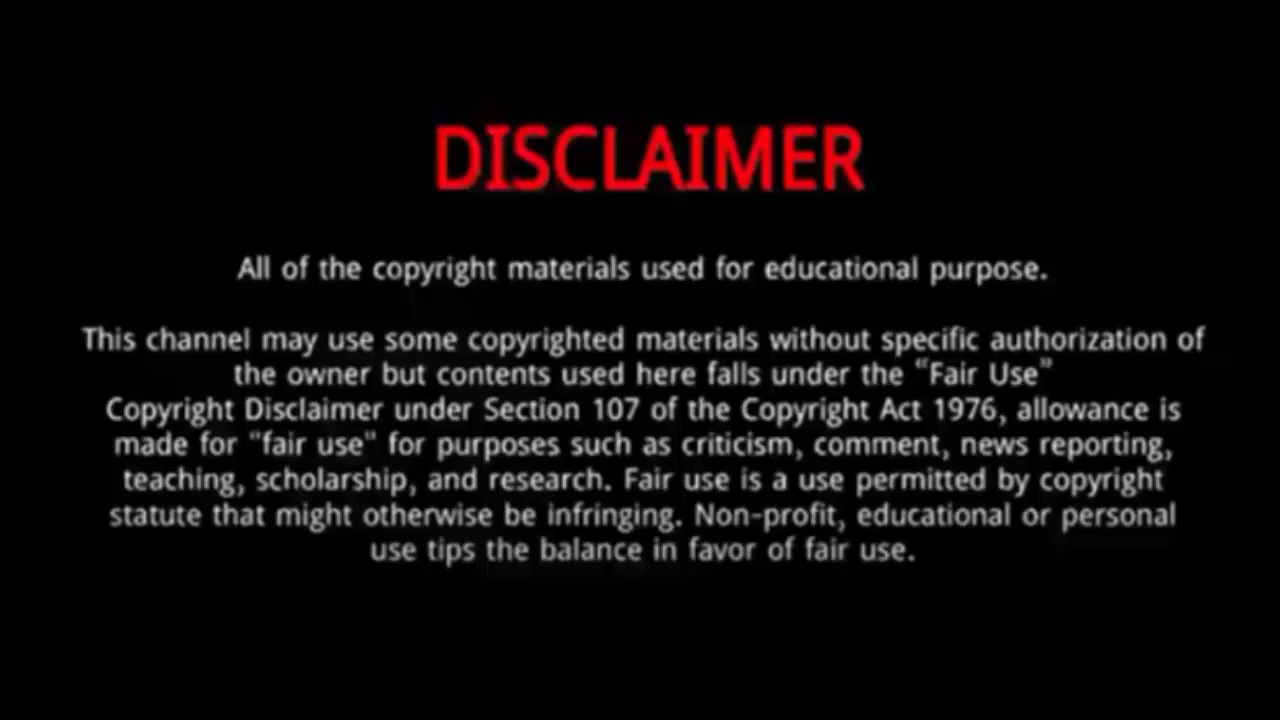 DISCLAIMER
All of the copyright materials used for educational purpose.
This channel may use some copyrighted materials without specific authorization of
the owner but contents used here falls under the “Fair Use”
Copyright Disclaimer under Section 107 of the Copyright Act 1976, allowance is
made for "fair use" for purposes such as criticism, comment, news reporting,
teaching, scholarship, and research. Fair use is a use permitted by copyright
statute that might otherwise be infringing. Non-profit, educational or personal
use tips the balance in favor of fair use.